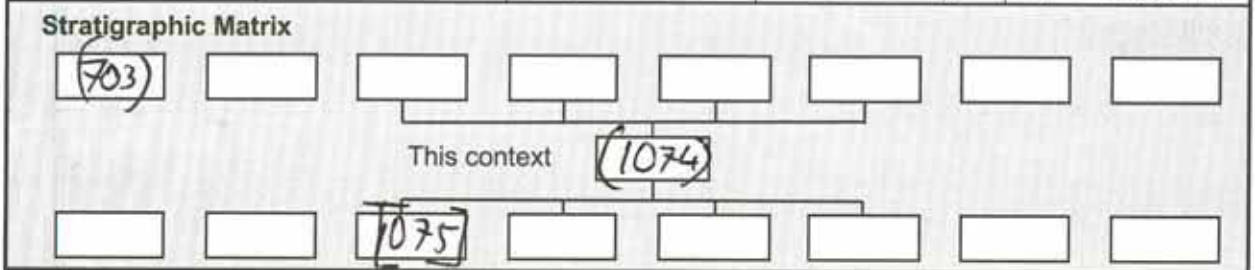 Stratigraphic Matrix
(703)
This context (1074)
[1075]